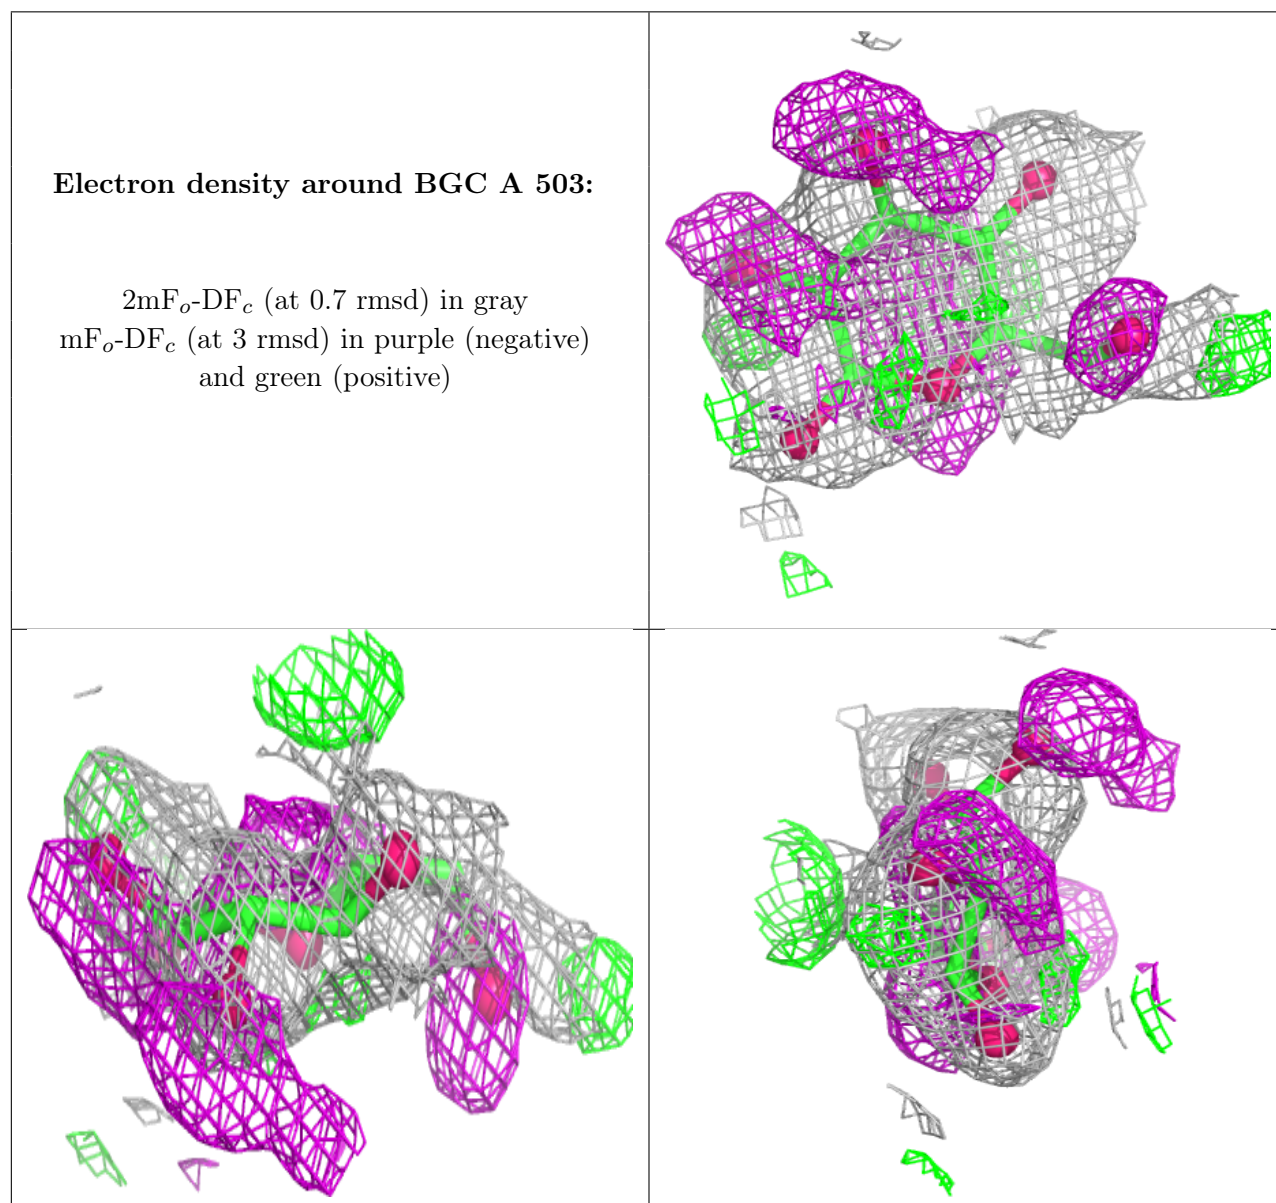 Electron density around BGC A 503:
2mFo-DFc (at 0.7 rmsd) in gray
mFo-DFc (at 3 rmsd) in purple (negative)
and green (positive)